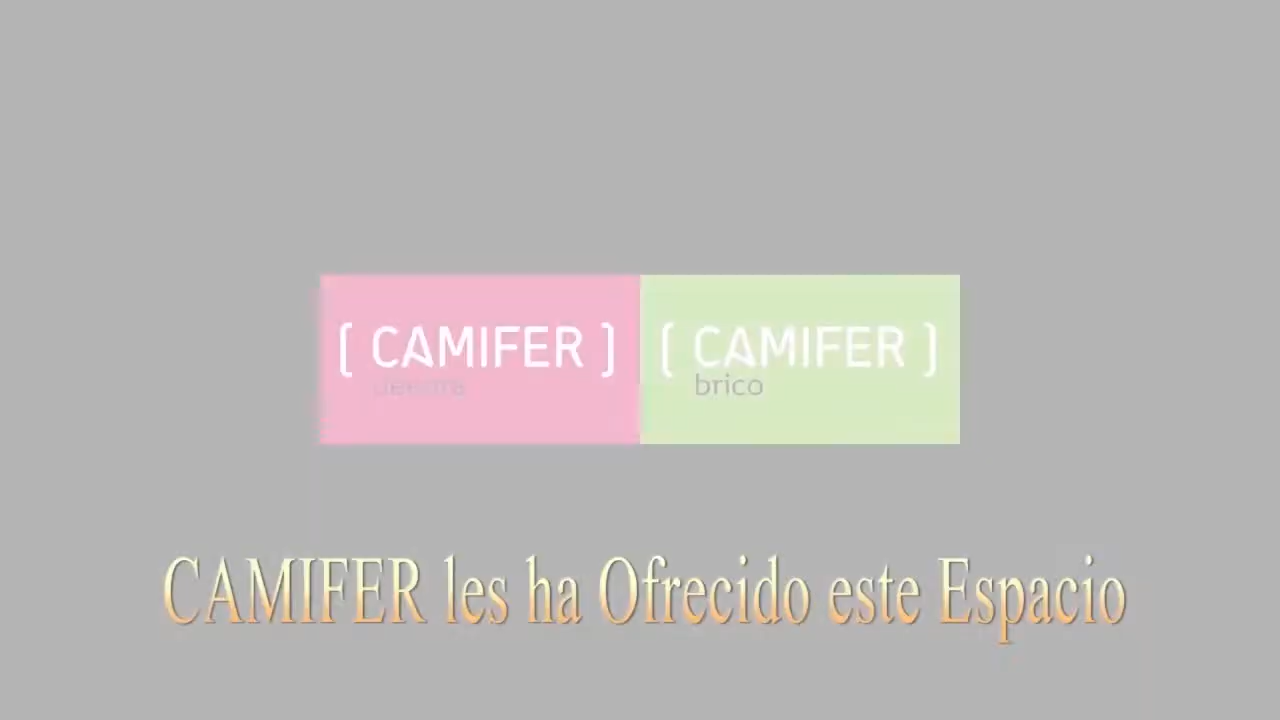 [ CAMIFER ]
[ CAMIFER ]
brico
CAMIFER les ha Ofrecido este Espacio